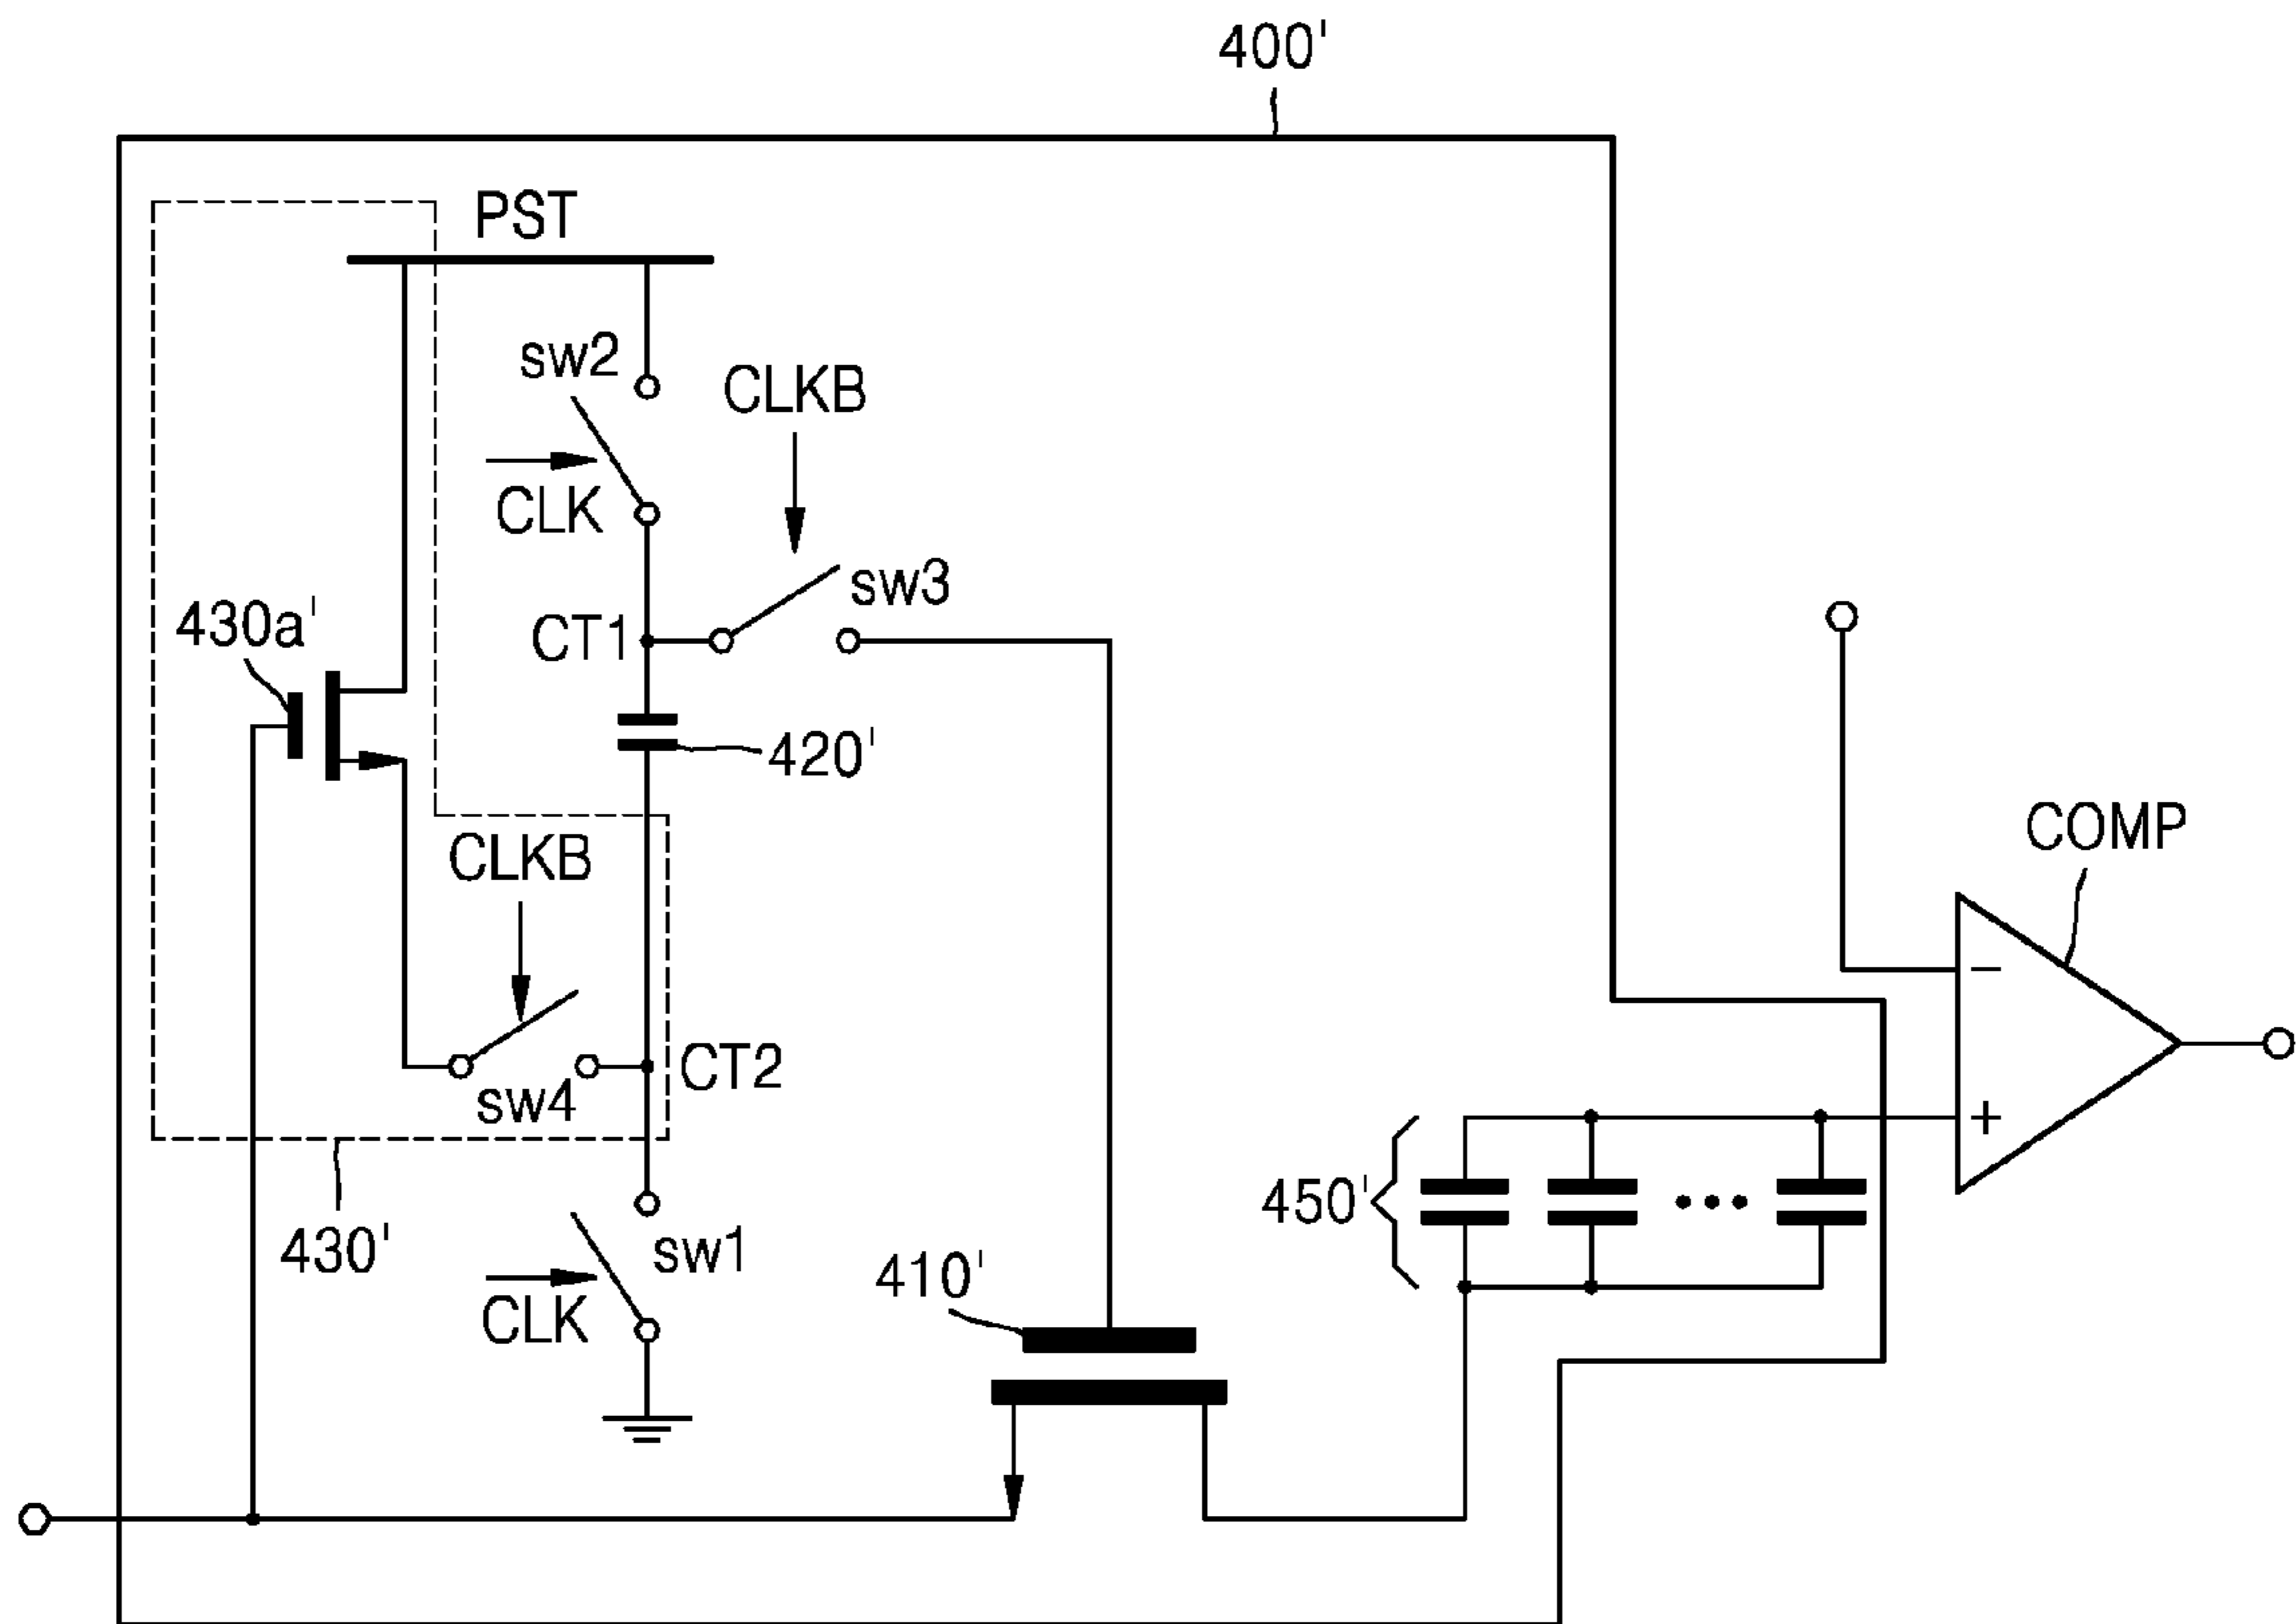 400'
PST
sw2
CLKB
CLK
sw3
430a'
CT1
420'
CLKB
COMP
−
CT2
sw4
+
450'
430'
sw1
410'
CLK